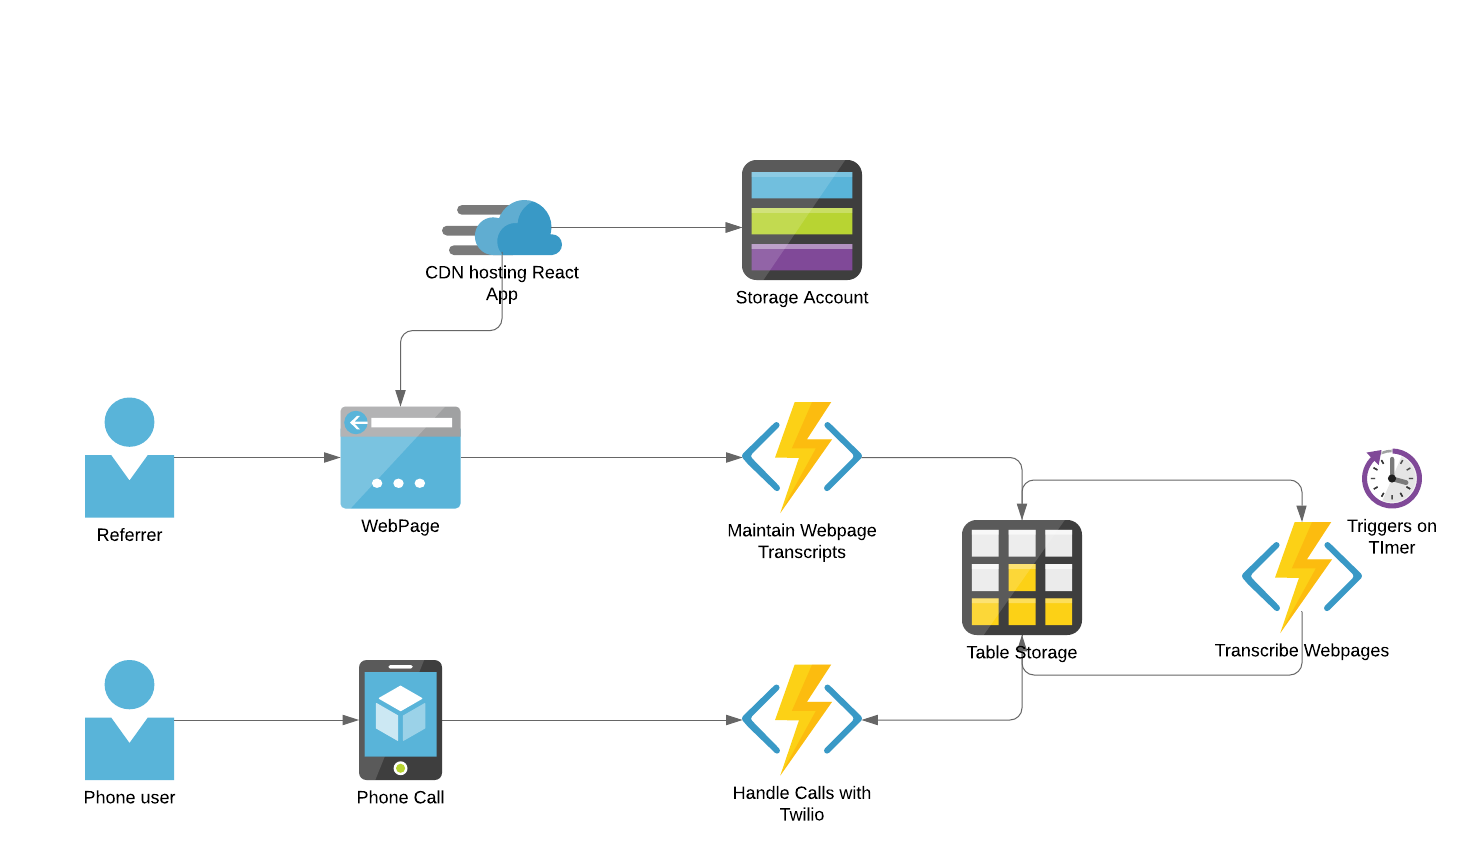 CDN hosting React
App
Storage Account
Referrer
WebPage
Maintain Webpage
Transcripts
Triggers on
TImer
Table Storage
Transcribe Webpages
Phone user
Phone Call
Handle Calls with
Twilio